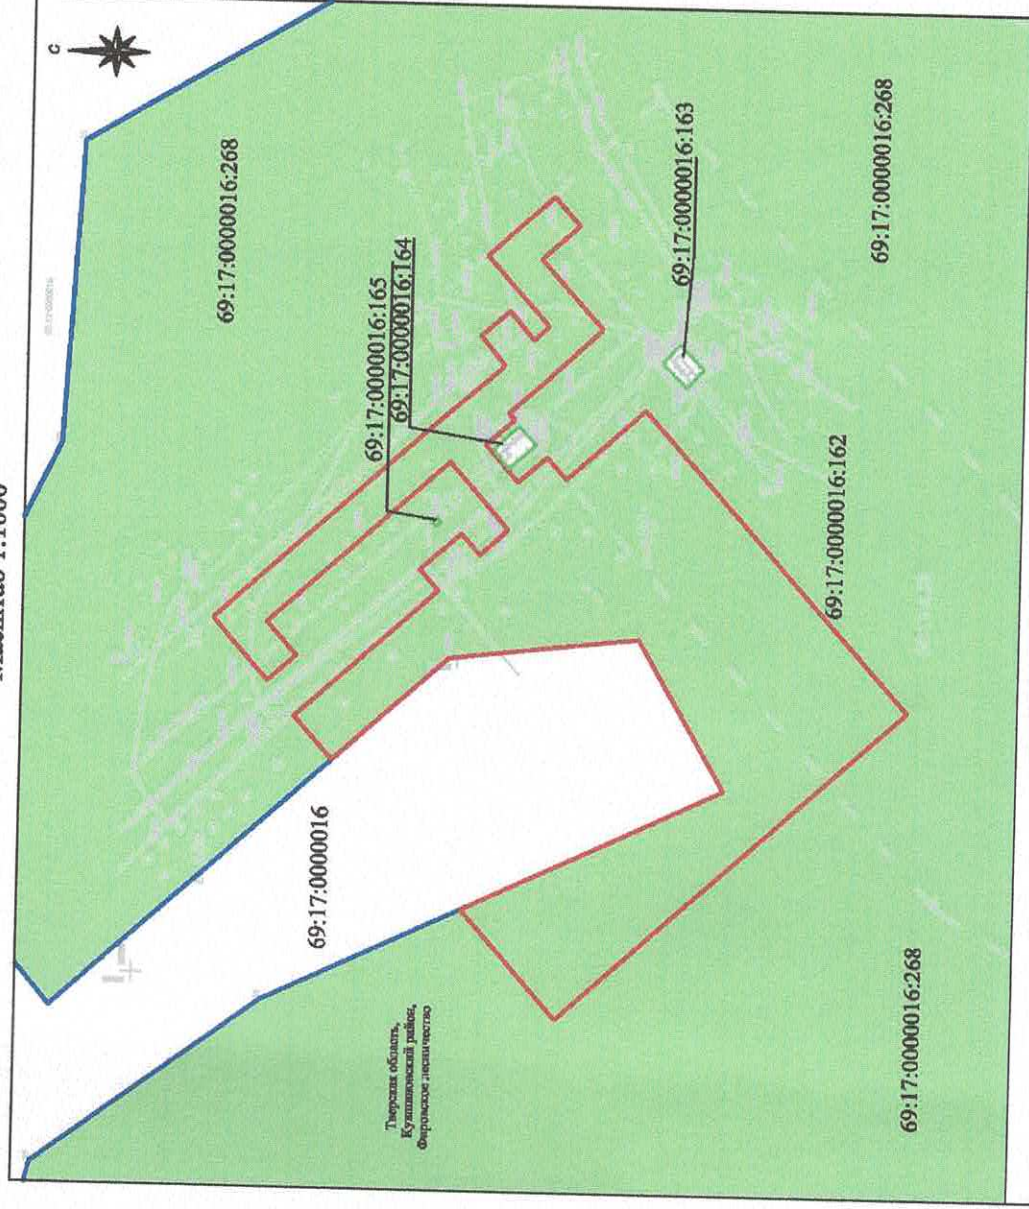 Масштаб 1:1000
С
69:17:0000016:268
69:17:0000016:165
69:17:0000016:164
69:17:0000016:163
69:17:0000016:268
69:17:0000016:162
69:17:0000016
Тверская область,
Кувшиновский район,
Фировское лесничество
69:17:0000016:268